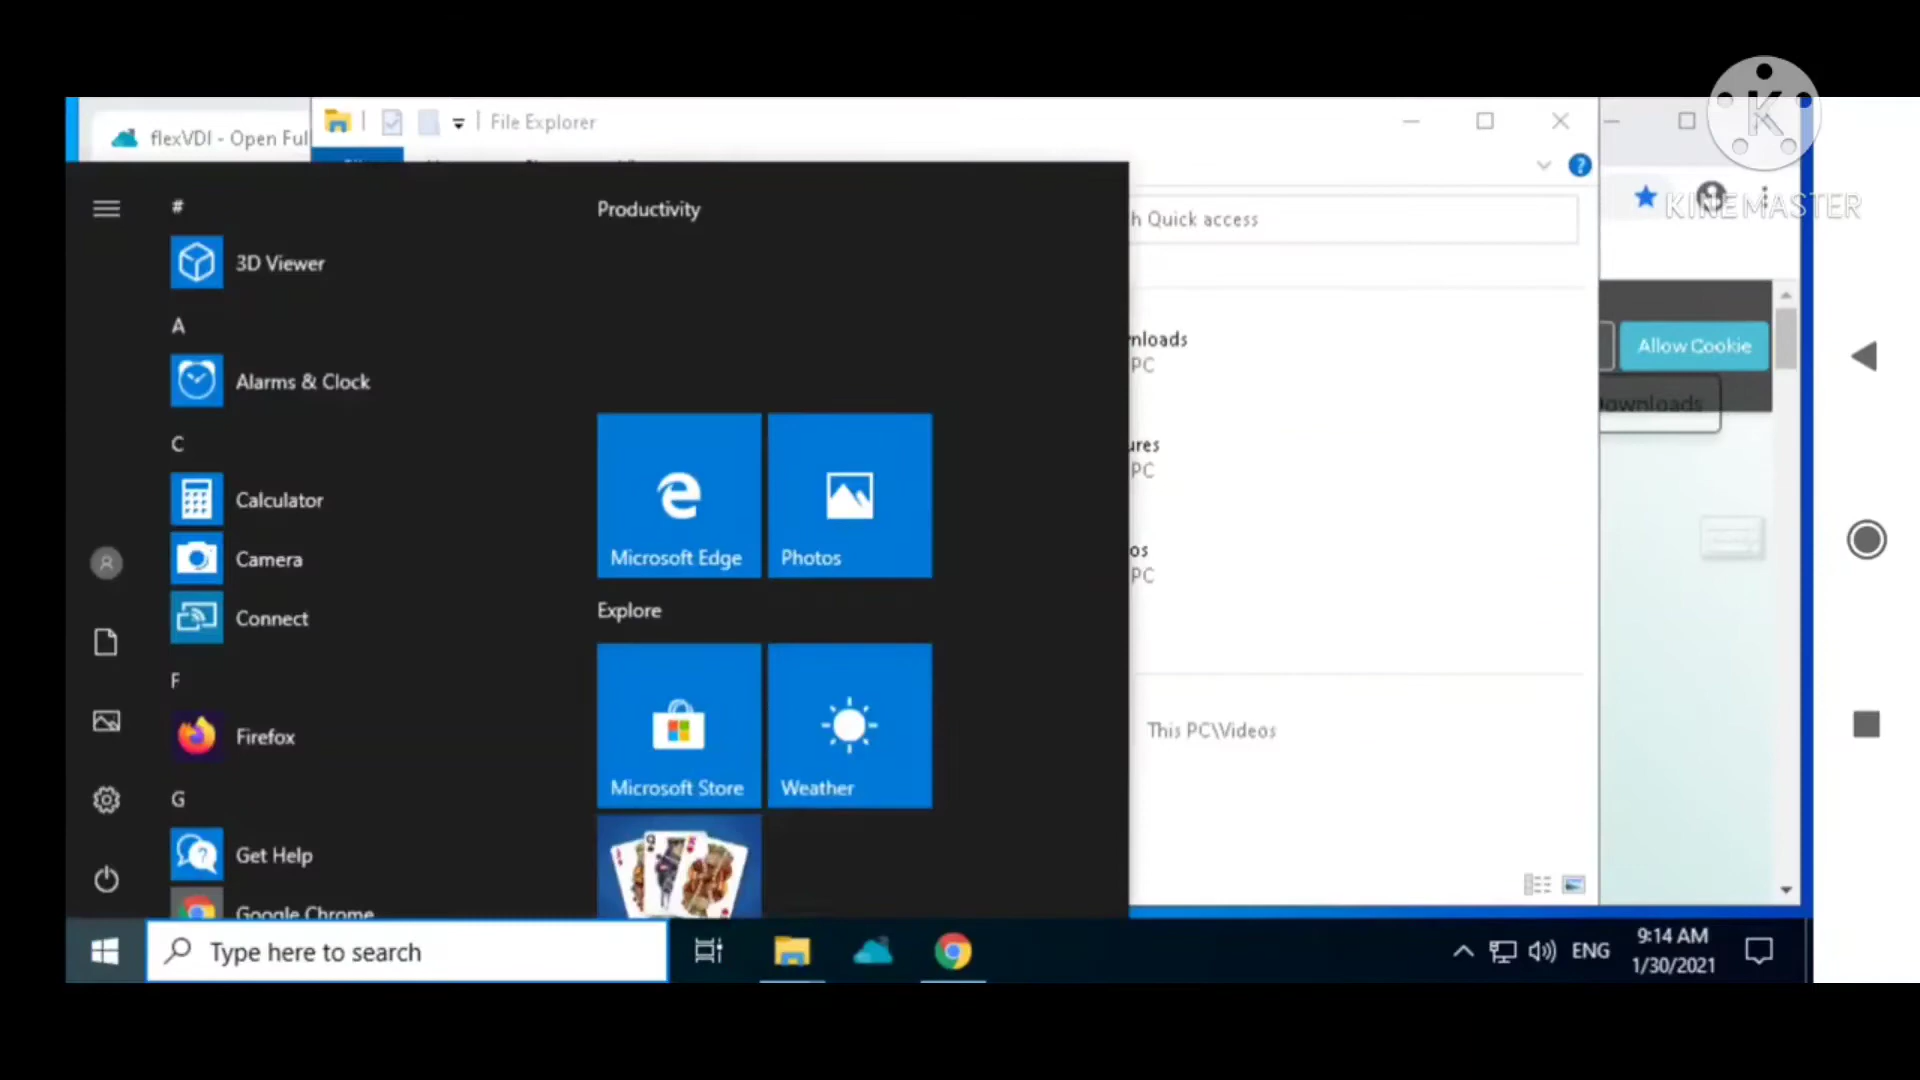 KINEMASTER
flexVDI - Open Ful
File Explorer
h Quick access
#
Productivity
3D Viewer
A
Alarms & Clock
C
Calculator
Camera
Connect
F
Firefox
G
Get Help
Google Chrome
Microsoft Edge
Photos
Explore
Microsoft Store
Weather
nloads
PC
ures
PC
os
PC
This PC\Videos
Allow Cookie
ownloads
Type here to search
ENG
9:14 AM
1/30/2021